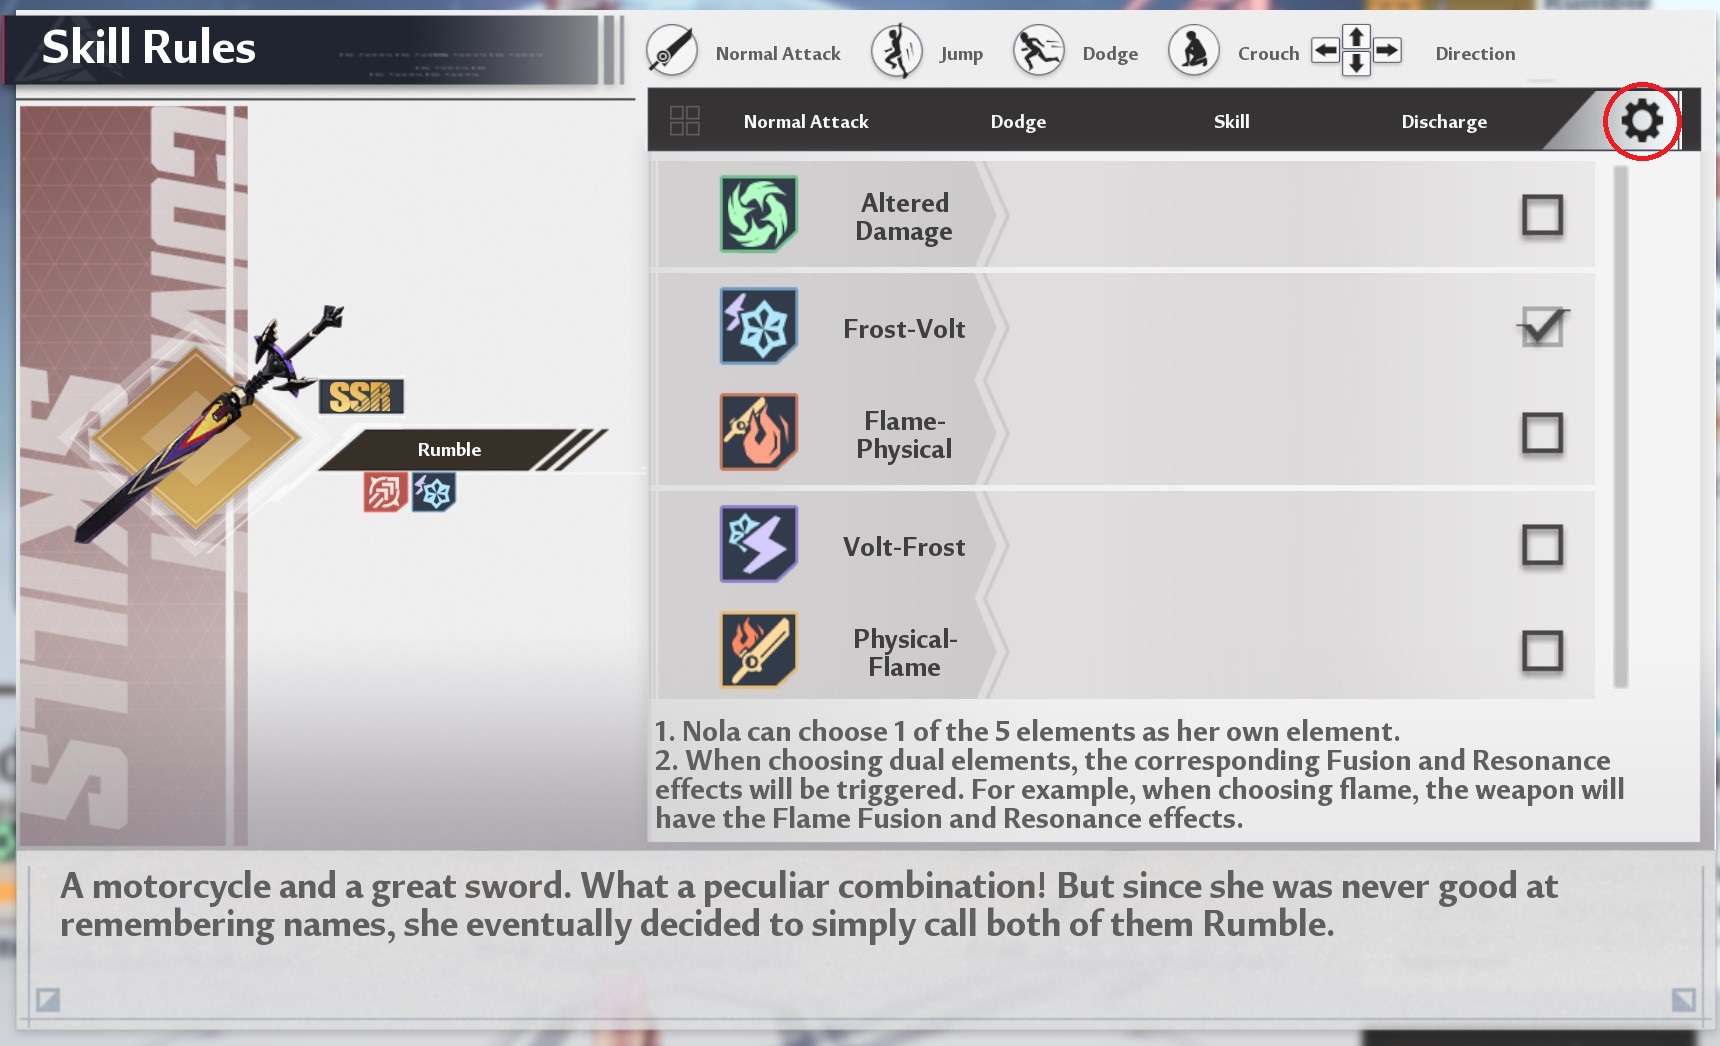 Skill Rules
Normal Attack
Jump
Dodge
Crouch
Direction
Normal Attack
Dodge
Skill
Discharge
SKILLS
SSR
Rumble
Altered
Damage
Frost-Volt
Flame-
Physical
Volt-Frost
Physical-
Flame
1. Nola can choose 1 of the 5 elements as her own element.
2. When choosing dual elements, the corresponding Fusion and Resonance
effects will be triggered. For example, when choosing flame, the weapon will
have the Flame Fusion and Resonance effects.
A motorcycle and a great sword. What a peculiar combination! But since she was never good at
remembering names, she eventually decided to simply call both of them Rumble.